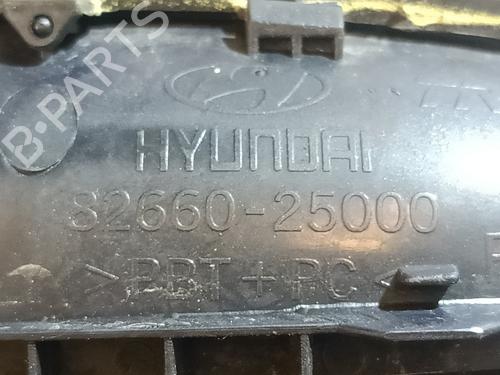 B-PARTS
HYUNDAI
82660-25000
>PBT+PC<